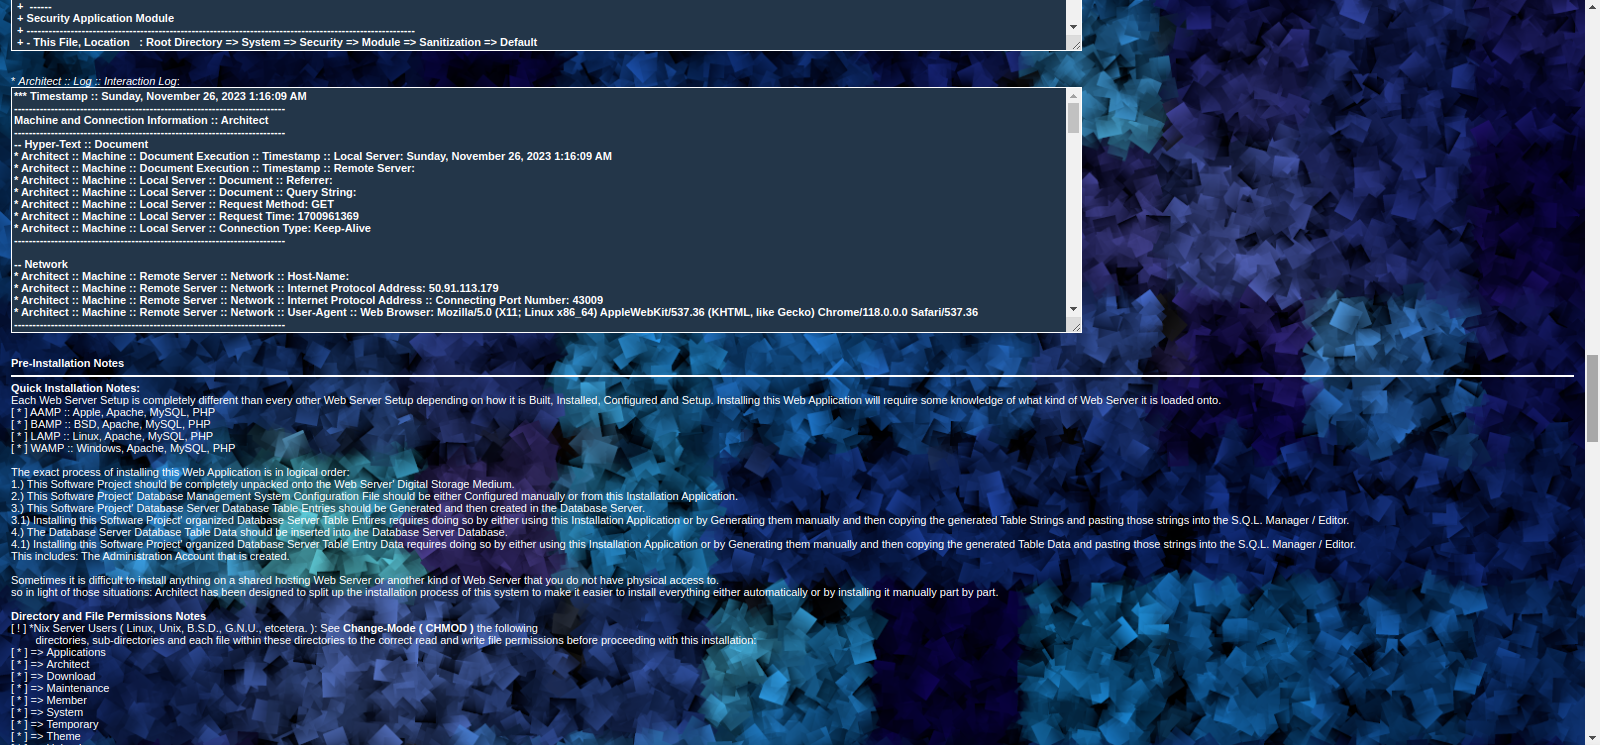 + ------
+ Security Application Module
+ -----------------------------------------------------------------------------------------------------------
+ - This File, Location : Root Directory => System => Security => Module => Sanitization => Default
* Architect :: Log :: Interaction Log:
*** Timestamp :: Sunday, November 26, 2023 1:16:09 AM
---------------------------------------------------------------------------
Machine and Connection Information :: Architect
---------------------------------------------------------------------------
-- Hyper-Text :: Document
* Architect :: Machine :: Document Execution :: Timestamp :: Local Server: Sunday, November 26, 2023 1:16:09 AM
* Architect :: Machine :: Document Execution :: Timestamp :: Remote Server:
* Architect :: Machine :: Local Server :: Document :: Referrer:
* Architect :: Machine :: Local Server :: Document :: Query String:
* Architect :: Machine :: Local Server :: Request Method: GET
* Architect :: Machine :: Local Server :: Request Time: 1700961369
* Architect :: Machine :: Local Server :: Connection Type: Keep-Alive
---------------------------------------------------------------------------
-- Network
* Architect :: Machine :: Remote Server :: Network :: Host-Name:
* Architect :: Machine :: Remote Server :: Network :: Internet Protocol Address: 50.91.113.179
* Architect :: Machine :: Remote Server :: Network :: Internet Protocol Address :: Connecting Port Number: 43009
* Architect :: Machine :: Remote Server :: Network :: User-Agent :: Web Browser: Mozilla/5.0 (X11; Linux x86_64) AppleWebKit/537.36 (KHTML, like Gecko) Chrome/118.0.0.0 Safari/537.36
---------------------------------------------------------------------------
Pre-Installation Notes
Quick Installation Notes:
Each Web Server Setup is completely different than every other Web Server Setup depending on how it is Built, Installed, Configured and Setup. Installing this Web Application will require some knowledge of what kind of Web Server it is loaded onto.
[ * ] AAMP :: Apple, Apache, MySQL, PHP
[ * ] BAMP :: BSD, Apache, MySQL, PHP
[ * ] LAMP :: Linux, Apache, MySQL, PHP
[ * ] WAMP :: Windows, Apache, MySQL, PHP
The exact process of installing this Web Application is in logical order:
1.) This Software Project should be completely unpacked onto the Web Server' Digital Storage Medium.
2.) This Software Project' Database Management System Configuration File should be either Configured manually or from this Installation Application.
3.) This Software Project' Database Server Database Table Entries should be Generated and then created in the Database Server.
3.1) Installing this Software Project' organized Database Server Table Entires requires doing so by either using this Installation Application or by Generating them manually and then copying the generated Table Strings and pasting those strings into the S.Q.L. Manager / Editor.
4.) The Database Server Database Table Data should be inserted into the Database Server Database.
4.1) Installing this Software Project' organized Database Server Table Entry Data requires doing so by either using this Installation Application or by Generating them manually and then copying the generated Table Data and pasting those strings into the S.Q.L. Manager / Editor.
This includes: The Administration Account that is created.
Sometimes it is difficult to install anything on a shared hosting Web Server or another kind of Web Server that you do not have physical access to.
so in light of those situations: Architect has been designed to split up the installation process of this system to make it easier to install everything either automatically or by installing it manually part by part.
Directory and File Permissions Notes
[ ! ] *Nix Server Users ( Linux, Unix, B.S.D., G.N.U., etcetera. ): See Change-Mode ( CHMOD ) the following
directories, sub-directories and each file within these directories to the correct read and write file permissions before proceeding with this installation:
[ * ] => Applications
[ * ] => Architect
[ * ] => Download
[ * ] => Maintenance
[ * ] => Member
[ * ] => System
[ * ] => Temporary
[ * ] => Theme